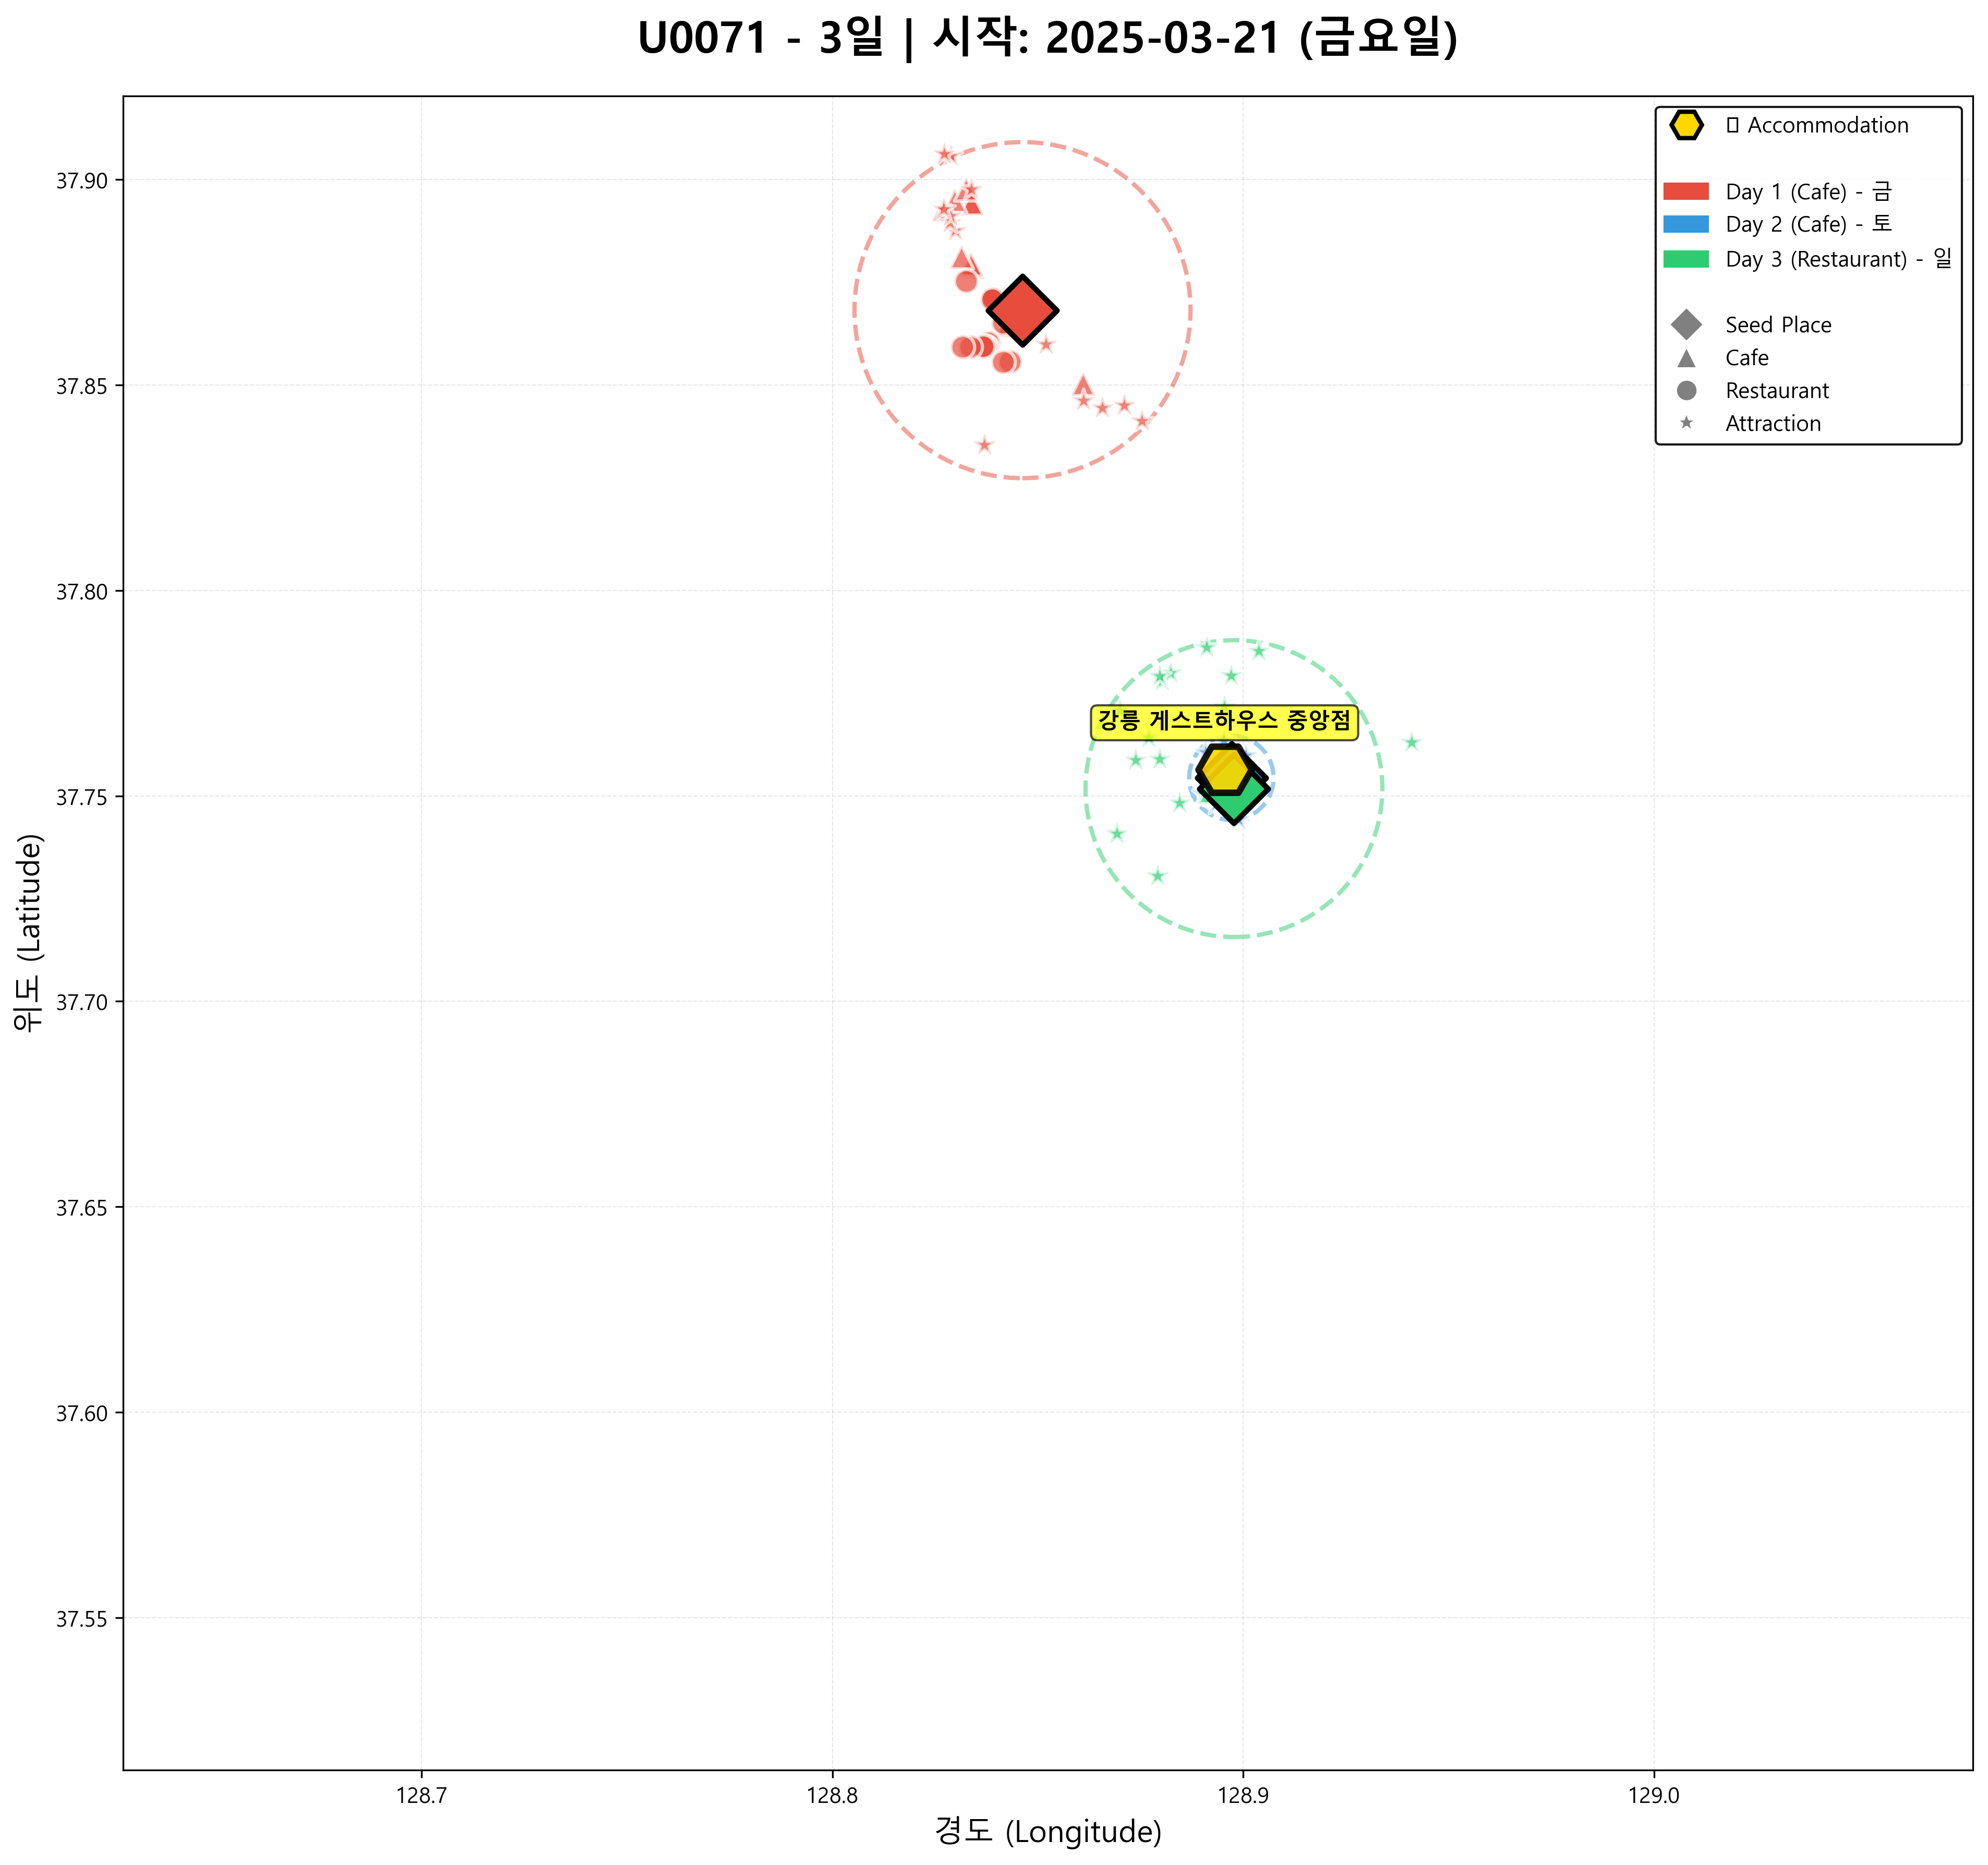 U0071 - 3일 | 시작: 2025-03-21 (금요일)
Accommodation
Day 1 (Cafe) - 금
Day 2 (Cafe) - 토
Day 3 (Restaurant) - 일
Seed Place
Cafe
Restaurant
Attraction
37.90
37.85
37.80
37.75
37.70
37.65
37.60
37.55
위도 (Latitude)
강릉 게스트하우스 중앙점
128.7
128.8
128.9
129.0
경도 (Longitude)